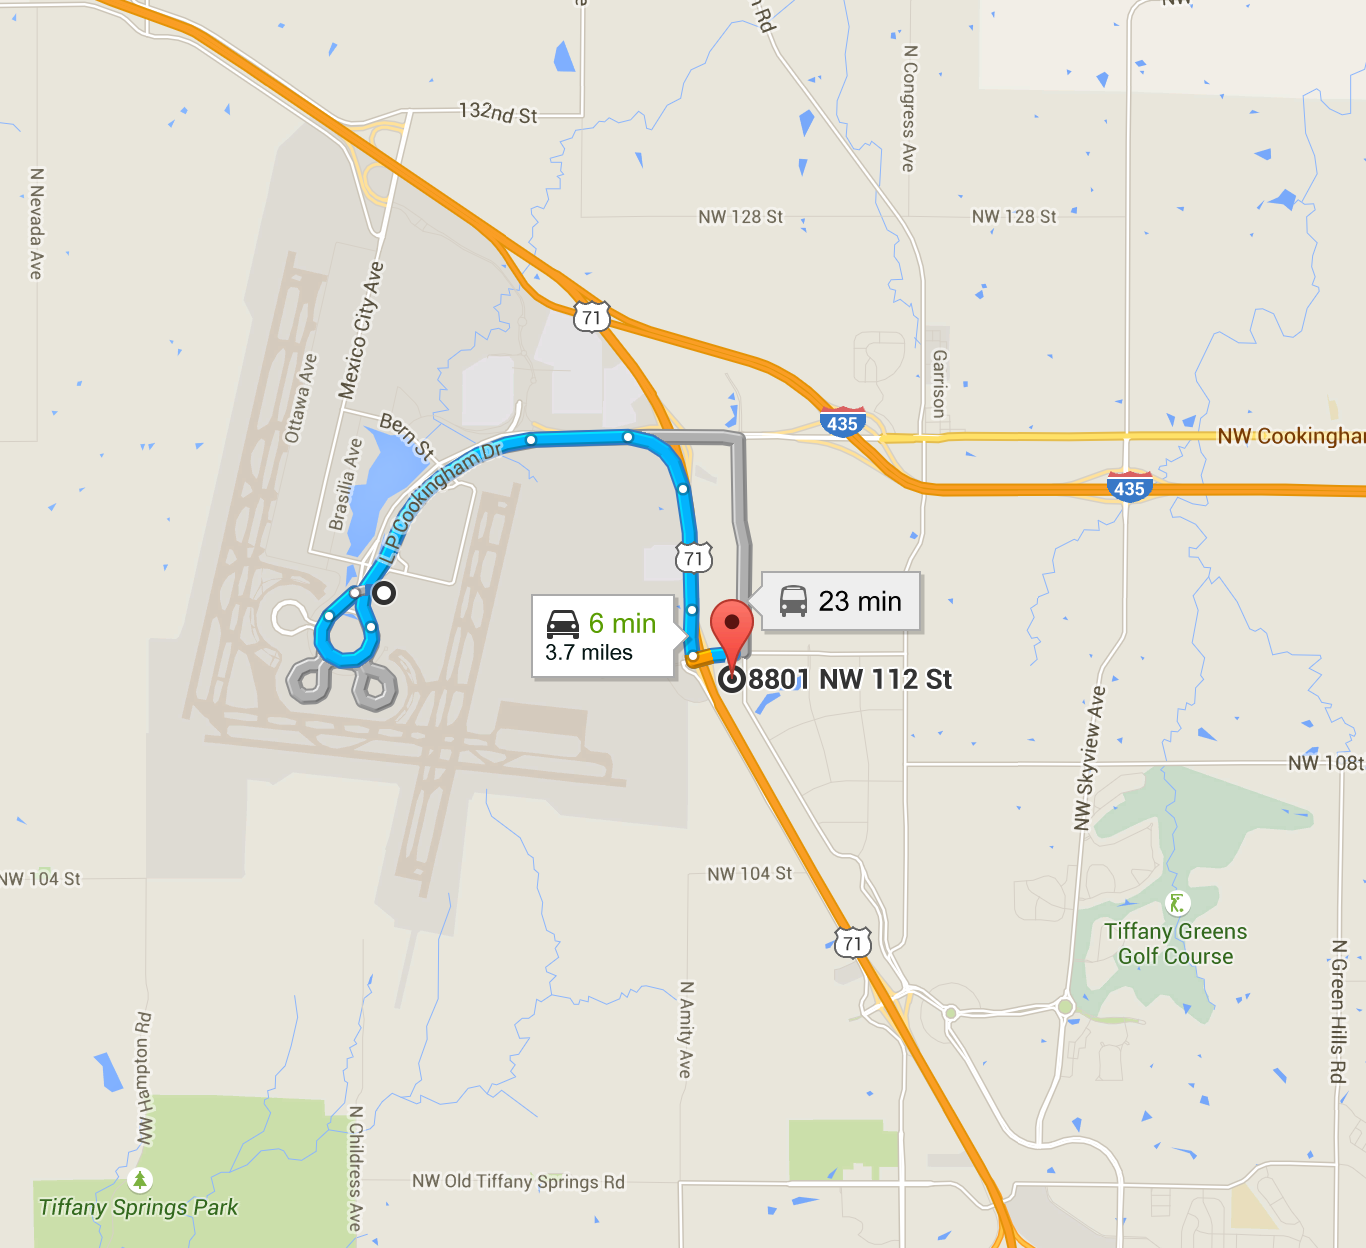 132nd St
N Congress Ave
N Nevada Ave
NW 128 St
NW 128 St
Mexico City Ave
71
Ottawa Ave
Garrison
Bern St
435
NW Cookingha
435
Brasilia Ave
L.P. Cookingham Dr
71
6 min
3.7 miles
23 min
8801 NW 112 St
NW Skyview Ave
NW 108t
NW 104 St
NW 104 St
71
Tiffany Greens
Golf Course
N Green Hills Rd
N Amity Ave
NW Hampton Rd
N Childress Ave
NW Old Tiffany Springs Rd
Tiffany Springs Park